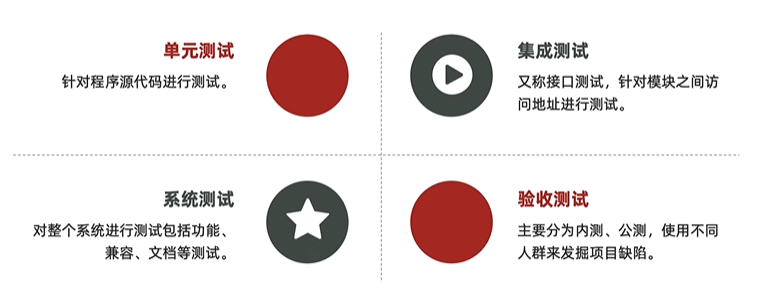 单元测试
针对程序源代码进行测试。
集成测试
又称接口测试，针对模块之间访
问地址进行测试。
系统测试
对整个系统进行测试包括功能、
兼容、文档等测试。
验收测试
主要分为内测、公测，使用不同
人群来发掘项目缺陷。